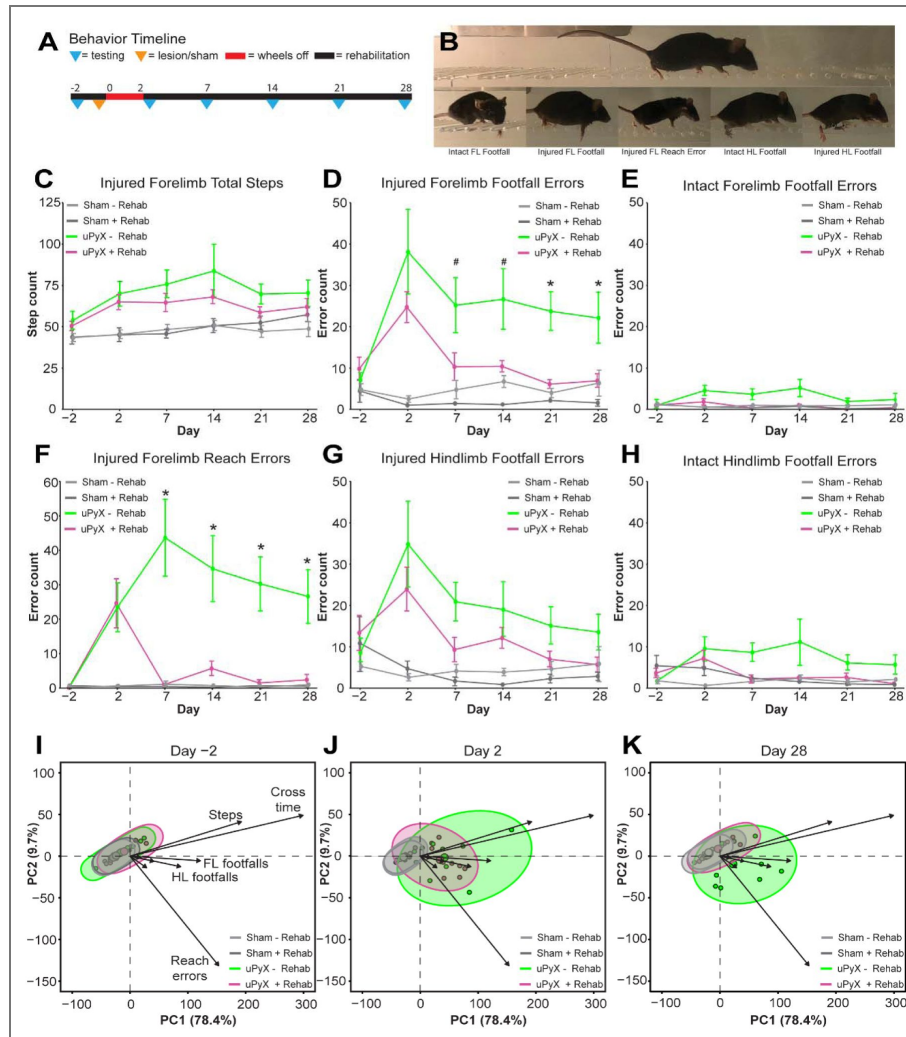 A Behavior Timeline
= testing = lesion/sham = wheels off = rehabilitation
-2 0 2 7 14 21 28
B
Intact FL Footfall Injured FL Footfall Injured FL Reach Error Intact HL Footfall Injured HL Footfall
C Injured Forelimb Total Steps
Sham - Rehab
Sham + Rehab
uPyX - Rehab
uPyX + Rehab
Step count
125
100
75
50
25
0
−2 2 7 14 21 28
Day
D Injured Forelimb Footfall Errors
Sham - Rehab
Sham + Rehab
uPyX - Rehab
uPyX + Rehab
# # * *
Error count
50
40
30
20
10
0
−2 2 7 14 21 28
Day
E Intact Forelimb Footfall Errors
Sham - Rehab
Sham + Rehab
uPyX - Rehab
uPyX + Rehab
Error count
50
40
30
20
10
0
−2 2 7 14 21 28
Day
F Injured Forelimb Reach Errors
Sham - Rehab
Sham + Rehab
uPyX - Rehab
uPyX + Rehab
* * * *
Error count
60
50
40
30
20
10
0
−2 2 7 14 21 28
Day
G Injured Hindlimb Footfall Errors
Sham - Rehab
Sham + Rehab
uPyX - Rehab
uPyX + Rehab
Error count
50
40
30
20
10
0
−2 2 7 14 21 28
Day
H Intact Hindlimb Footfall Errors
Sham - Rehab
Sham + Rehab
uPyX - Rehab
uPyX + Rehab
Error count
50
40
30
20
10
0
−2 2 7 14 21 28
Day
I Day −2
PC2 (9.7%)
100
50
0
−50
−100
−150
Steps
Cross
time
FL footfalls
HL footfalls
Reach
errors
Sham - Rehab
Sham + Rehab
uPyX - Rehab
uPyX + Rehab
−100 0 100 200 300
PC1 (78.4%)
J Day 2
PC2 (9.7%)
100
50
0
−50
−100
−150
Sham - Rehab
Sham + Rehab
uPyX - Rehab
uPyX + Rehab
−100 0 100 200 300
PC1 (78.4%)
K Day 28
PC2 (9.7%)
100
50
0
−50
−100
−150
Sham - Rehab
Sham + Rehab
uPyX - Rehab
uPyX + Rehab
−100 0 100 200 300
PC1 (78.4%)